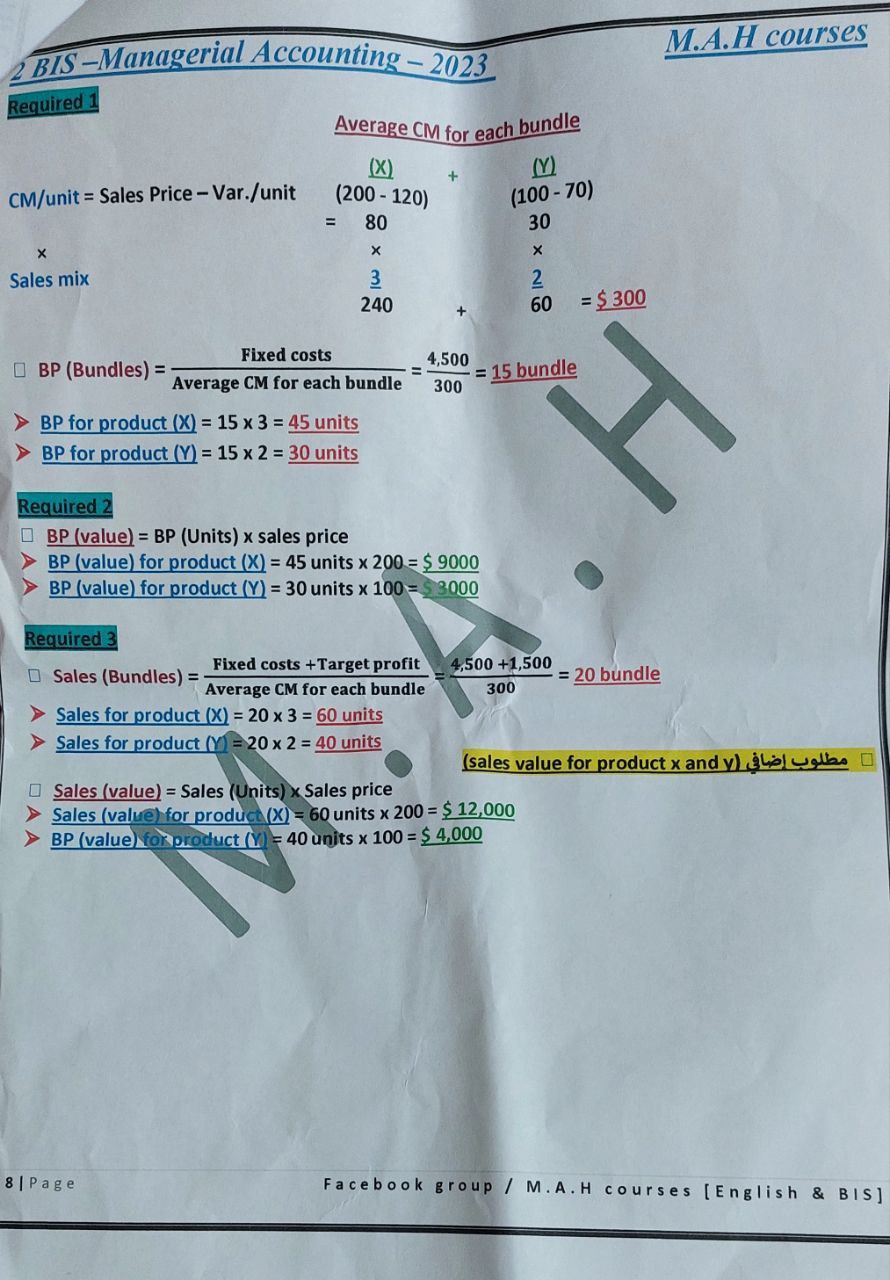 2 BIS –Managerial Accounting – 2023
M.A.H courses
Required 1
Average CM for each bundle
(X) + (Y)
CM/unit = Sales Price – Var./unit (200 - 120) (100 - 70)
= 80 30
× × ×
Sales mix 3 2
240 + 60 = $ 300
□ BP (Bundles) = Fixed costs / Average CM for each bundle = 4,500 / 300 = 15 bundle
➤ BP for product (X) = 15 x 3 = 45 units
➤ BP for product (Y) = 15 x 2 = 30 units
Required 2
□ BP (value) = BP (Units) x sales price
➤ BP (value) for product (X) = 45 units x 200 = $ 9000
➤ BP (value) for product (Y) = 30 units x 100 = $ 3000
Required 3
□ Sales (Bundles) = Fixed costs +Target profit / Average CM for each bundle = 4,500 +1,500 / 300 = 20 bundle
➤ Sales for product (X) = 20 x 3 = 60 units
➤ Sales for product (Y) = 20 x 2 = 40 units
□ مطلوب إضافي (sales value for product x and y)
□ Sales (value) = Sales (Units) x Sales price
➤ Sales (value) for product (X) = 60 units x 200 = $ 12,000
➤ BP (value) for product (Y) = 40 units x 100 = $ 4,000
M.A.H
8 | Page
Facebook group / M.A.H courses [English & BIS]